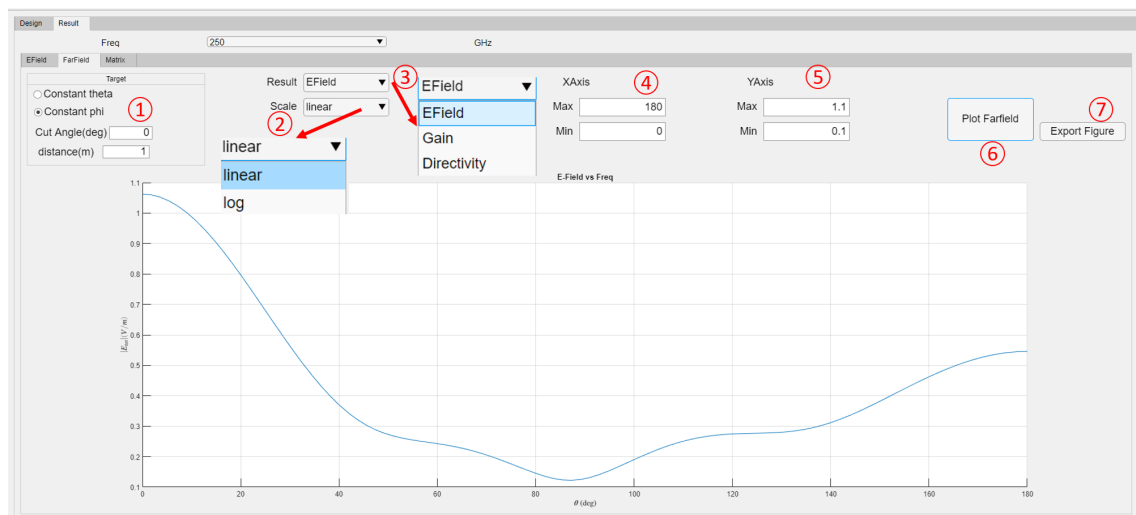 Design Result
Freq 250 GHz
EField FarField Matrix
Target
Constant theta
Constant phi
Cut Angle(deg) 0
distance(m) 1
①
Result EField
Scale linear
②
linear
linear
log
③
EField
EField
Gain
Directivity
XAxis ④
Max 180
Min 0
YAxis ⑤
Max 1.1
Min 0.1
Plot Farfield
⑥
⑦
Export Figure
E-Field vs Freq
1.1
1
0.9
0.8
0.7
0.6
0.5
0.4
0.3
0.2
0.1
0 20 40 60 80 100 120 140 160 180
θ (deg)